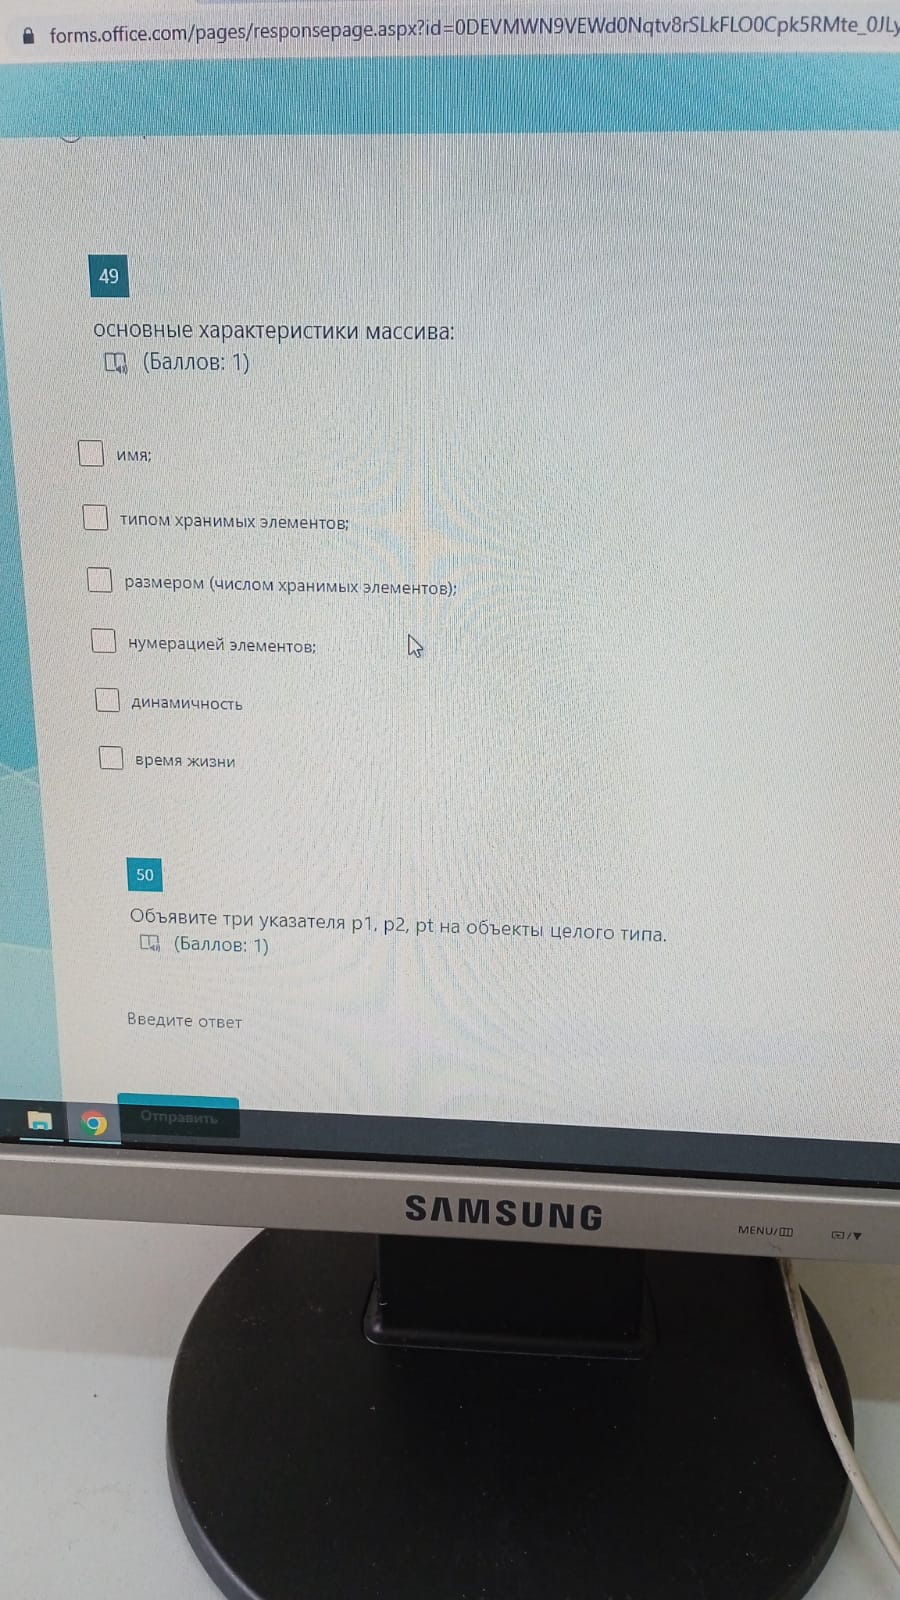 forms.office.com/pages/responsepage.aspx?id=0DEVMWN9VEWd0Nqtv8rSLkFLO0Cpk5RMte_0JLy
49
основные характеристики массива:
(Баллов: 1)
имя;
типом хранимых элементов;
размером (числом хранимых элементов);
нумерацией элементов;
динамичность
время жизни
50
Объявите три указателя p1, p2, pt на объекты целого типа.
(Баллов: 1)
Введите ответ
Отправить
SAMSUNG
MENU/